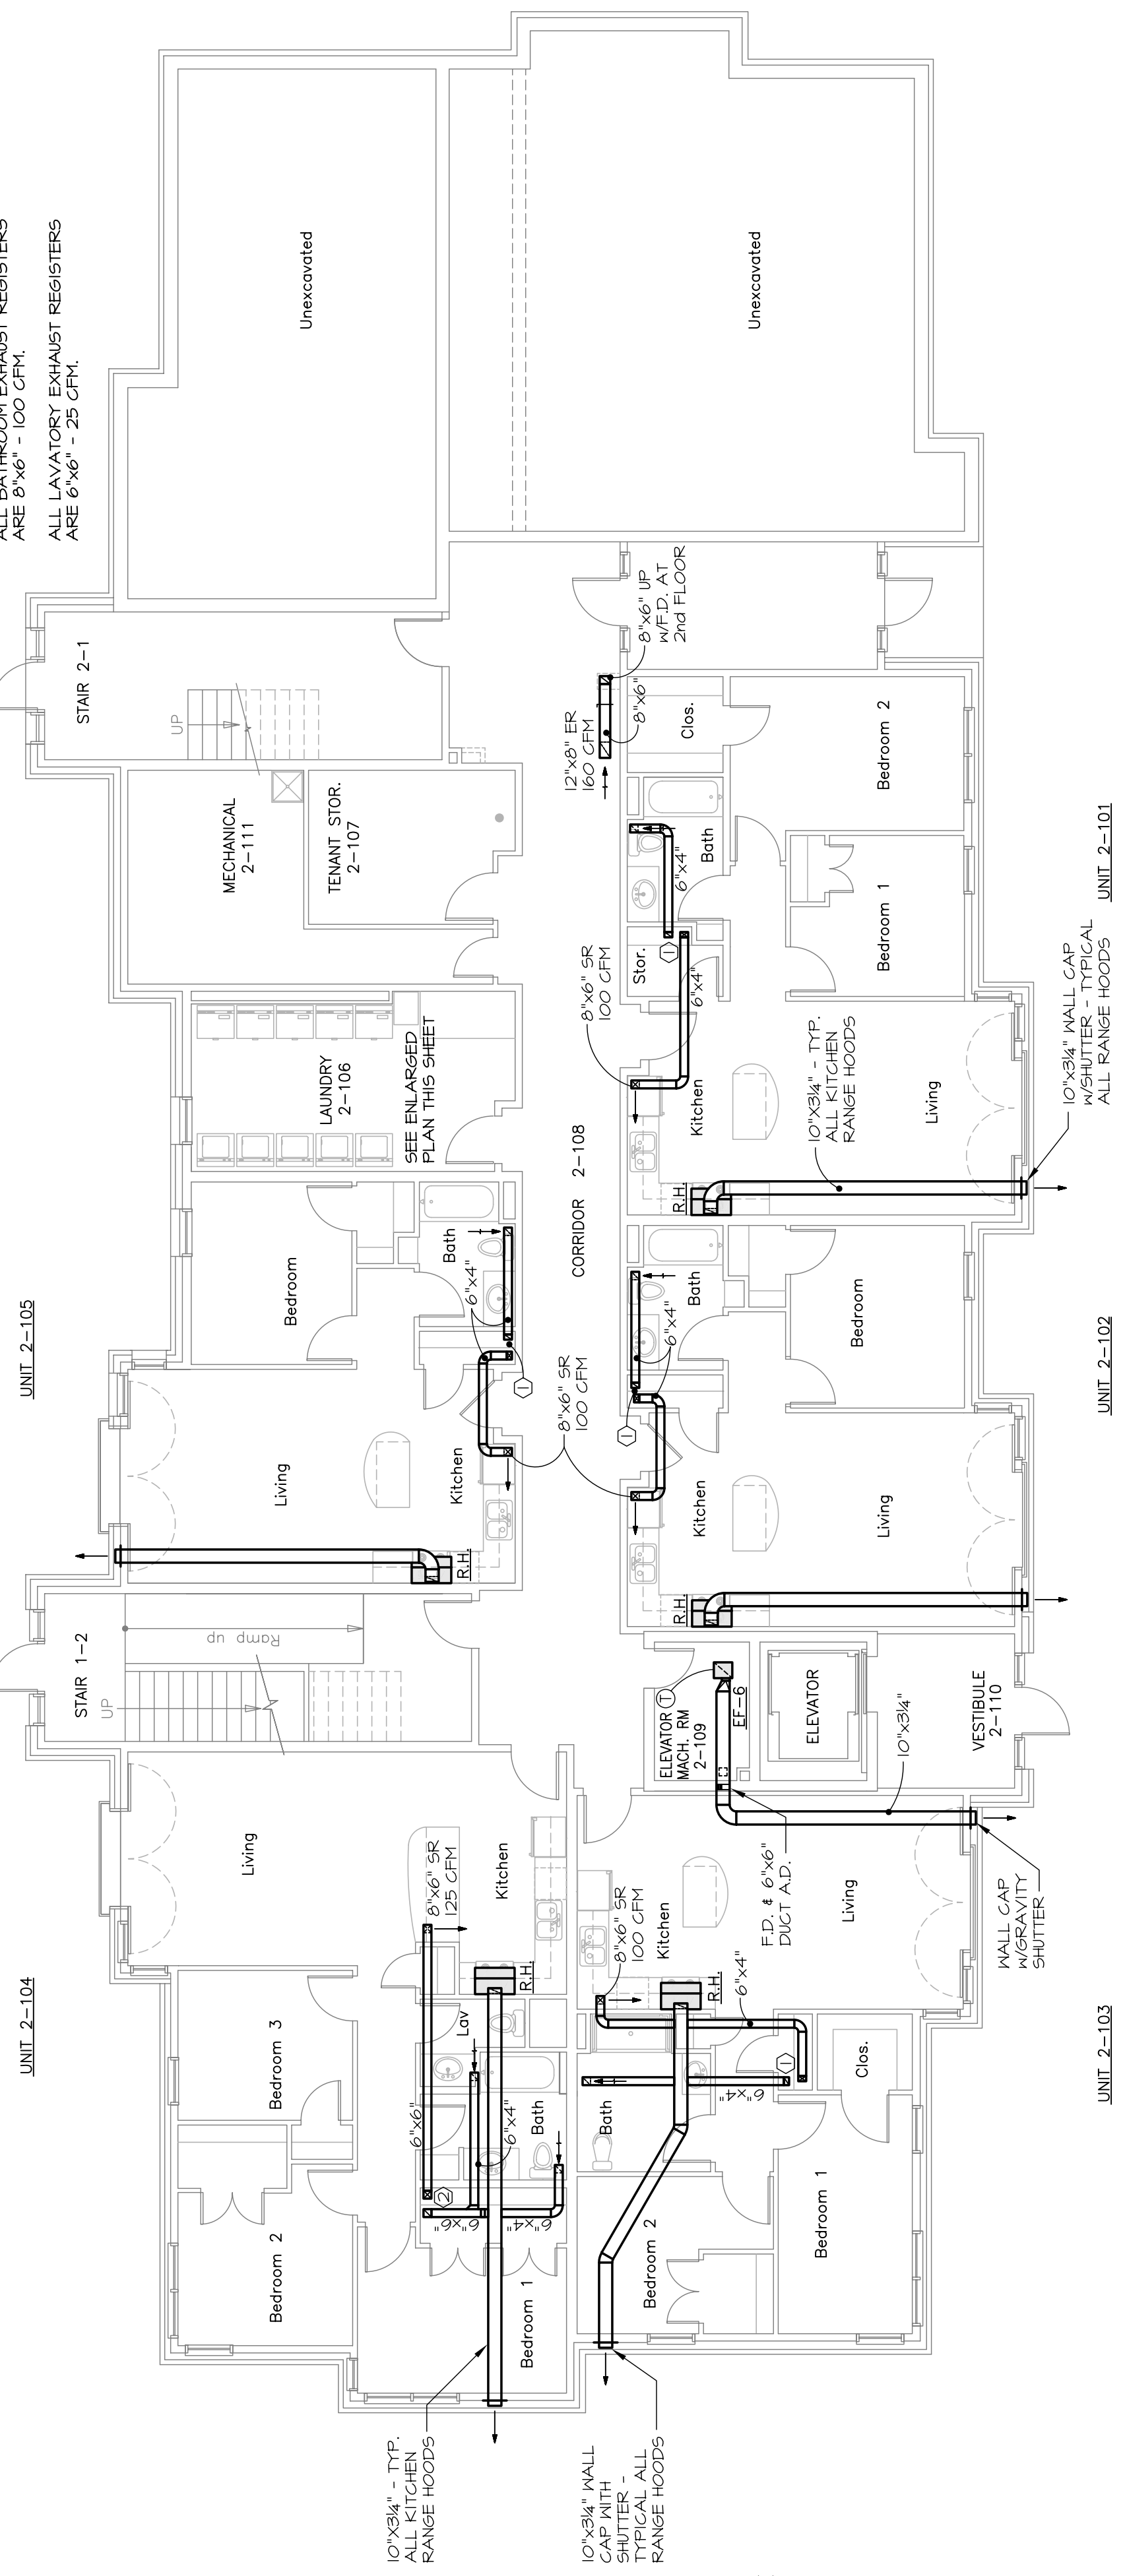 ALL BATHROOM EXHAUST REGISTERS
ARE 8"x6" - 100 CFM.
ALL LAVATORY EXHAUST REGISTERS
ARE 6"x6" - 25 CFM.
UNIT 2-104
UNIT 2-105
STAIR 1-2
UP
Ramp up
STAIR 2-1
UP
Bedroom 2
Bedroom 3
Living
Living
Bedroom
LAUNDRY
2-106
SEE ENLARGED
PLAN THIS SHEET
MECHANICAL
2-111
TENANT STOR.
2-107
Unexcavated
Unexcavated
10"X3¼" - TYP.
ALL KITCHEN
RANGE HOODS
6"x6"
2
6"x6"
6"x4"
6"x4"
Lav
Bath
Bedroom 1
8"x6" SR
125 CFM
Kitchen
R.H.
R.H.
Kitchen
Bath
6"x4"
1
8"x6" SR
100 CFM
CORRIDOR 2-108
12"x8" ER
160 CFM
8"x6"
8"x6" UP
W/F.D. AT
2nd FLOOR
10"x3¼" WALL
CAP WITH
SHUTTER -
TYPICAL ALL
RANGE HOODS
Bedroom 2
Bath
6"x4"
1
6"x4"
8"x6" SR
100 CFM
Kitchen
R.H.
Bedroom 1
Clos.
Living
F.D. & 6"x6"
DUCT A.D.
ELEVATOR
MACH. RM
2-109
T
EF-6
ELEVATOR
10"x3¼"
VESTIBULE
2-110
WALL CAP
W/GRAVITY
SHUTTER
R.H.
Kitchen
1
6"x4"
Bath
Living
Bedroom
R.H.
Kitchen
8"x6" SR
100 CFM
6"x4"
Stor.
1
6"x4"
Bath
Clos.
10"X3¼" - TYP.
ALL KITCHEN
RANGE HOODS
Living
Bedroom 1
Bedroom 2
10"x3¼" WALL CAP
W/SHUTTER - TYPICAL
ALL RANGE HOODS
UNIT 2-103
UNIT 2-102
UNIT 2-101